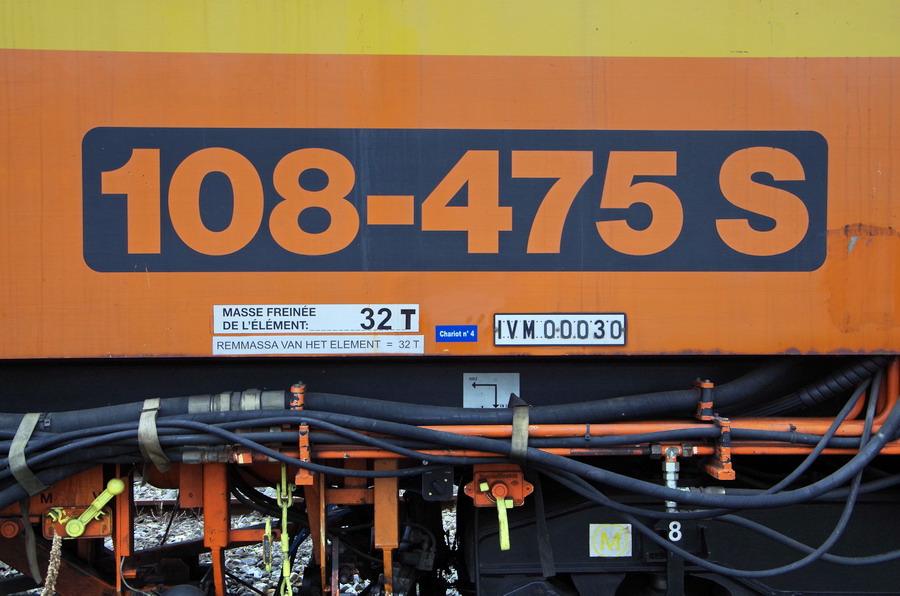 108-475 S
MASSE FREINÉE
DE L'ÉLÉMENT: 32 T
REMMASSA VAN HET ELEMENT = 32 T
Chariot n° 4
IVM 00030
M V
8
M